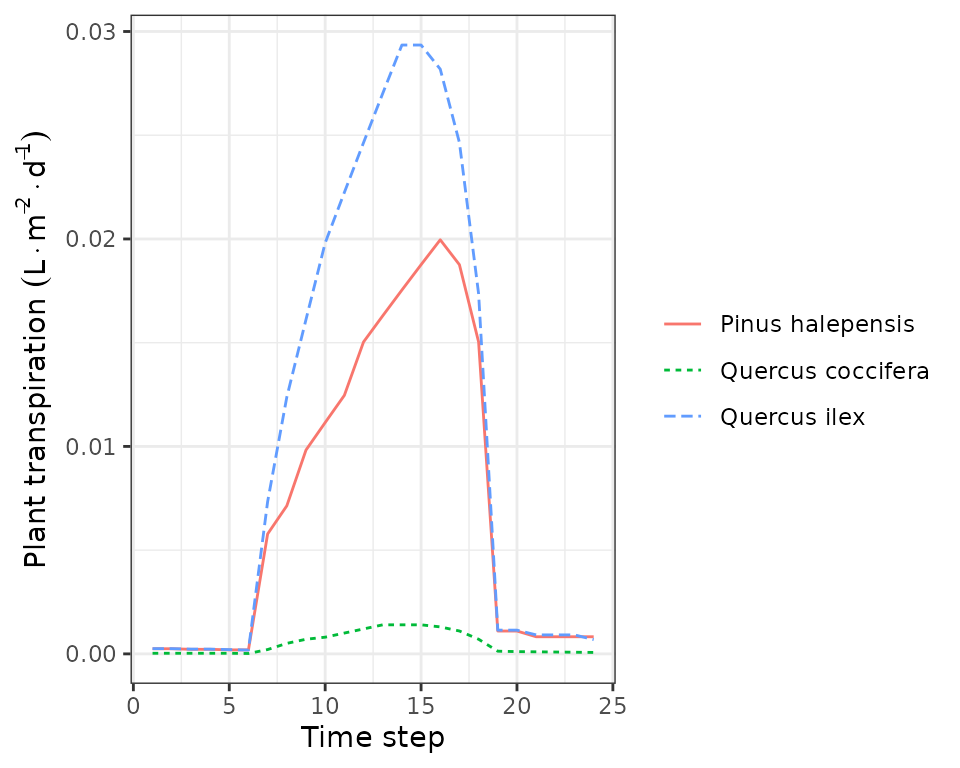 Plant transpiration (L·m⁻²·d⁻¹)
0.03
0.02
0.01
0.00
0 5 10 15 20 25
Time step
Pinus halepensis
Quercus coccifera
Quercus ilex